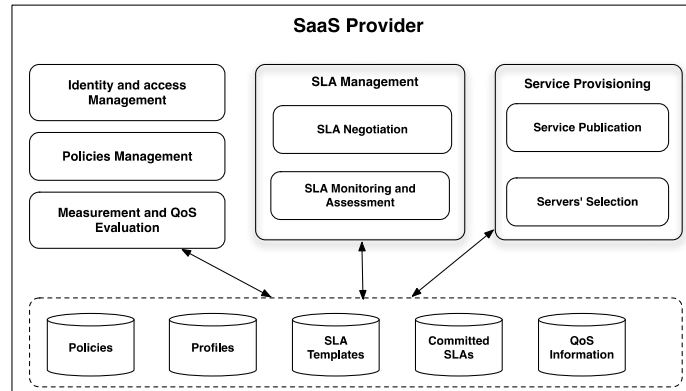 SaaS Provider
Identity and access
Management
Policies Management
Measurement and QoS
Evaluation
SLA Management
SLA Negotiation
SLA Monitoring and
Assessment
Service Provisioning
Service Publication
Servers' Selection
Policies
Profiles
SLA
Templates
Committed
SLAs
QoS
Information